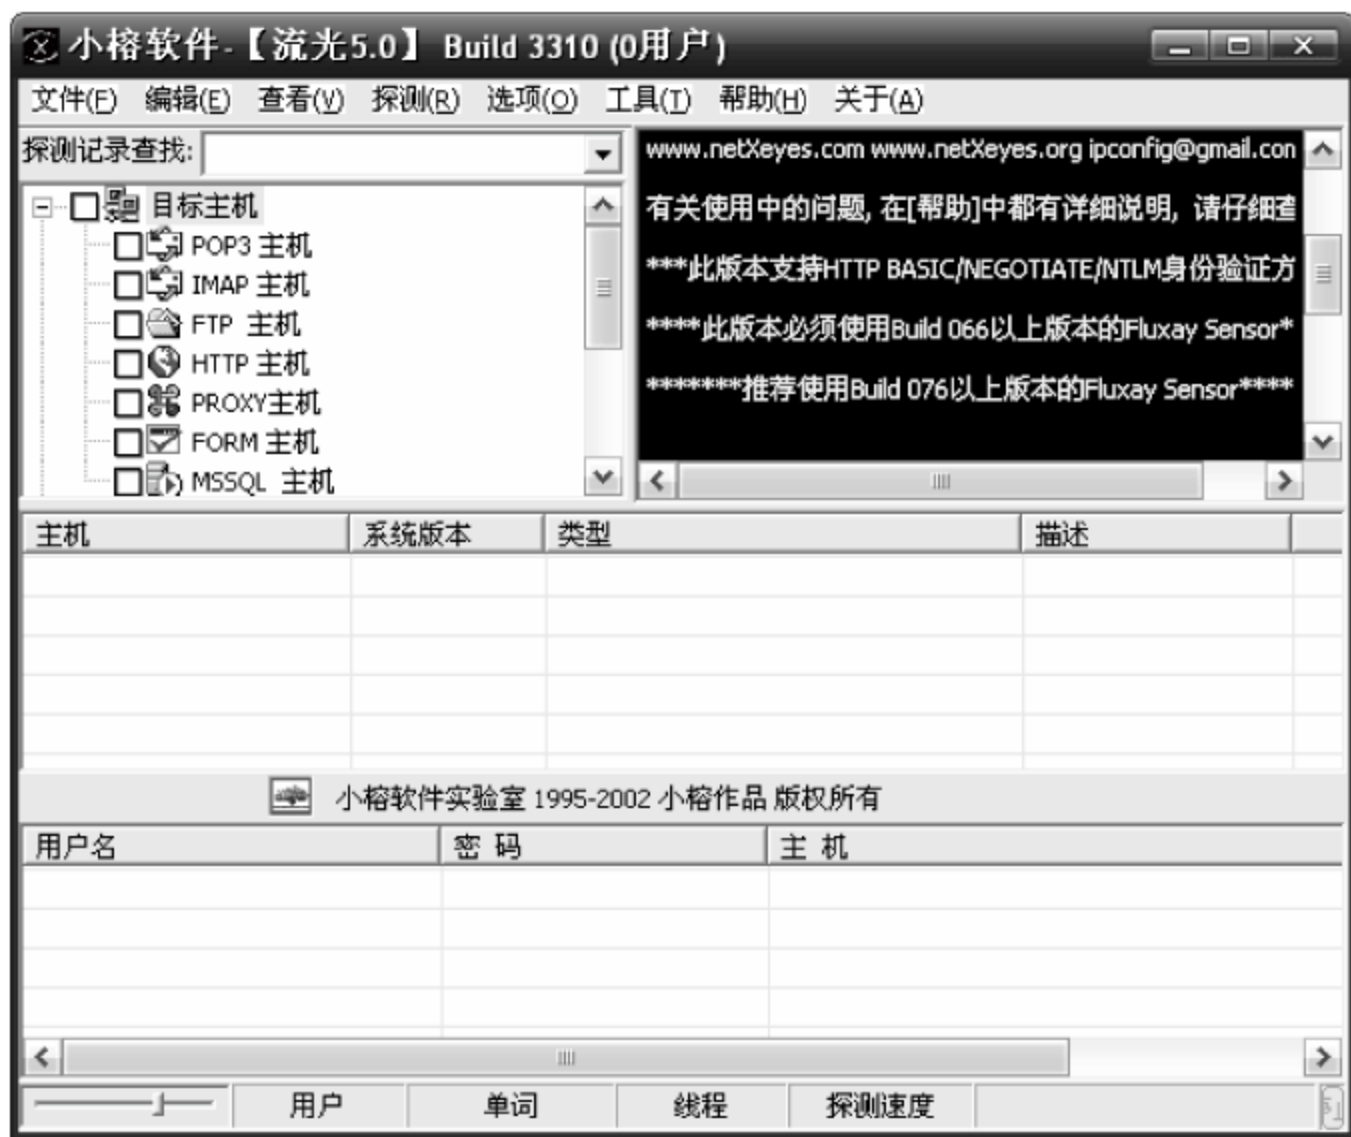 小榕软件-【流光5.0】 Build 3310 (0用户)
文件(F) 编辑(E) 查看(V) 探测(R) 选项(O) 工具(T) 帮助(H) 关于(A)
探测记录查找:
目标主机
POP3 主机
IMAP 主机
FTP 主机
HTTP 主机
PROXY主机
FORM 主机
MSSQL 主机
www.netXeyes.com www.netXeyes.org ipconfig@gmail.con
有关使用中的问题, 在[帮助]中都有详细说明, 请仔细查
***此版本支持HTTP BASIC/NEGOTIATE/NTLM身份验证方
****此版本必须使用Build 066以上版本的Fluxay Sensor*
*******推荐使用Build 076以上版本的Fluxay Sensor****
主机 系统版本 类型 描述
小榕软件实验室 1995-2002 小榕作品 版权所有
用户名 密 码 主 机
用户 单词 线程 探测速度